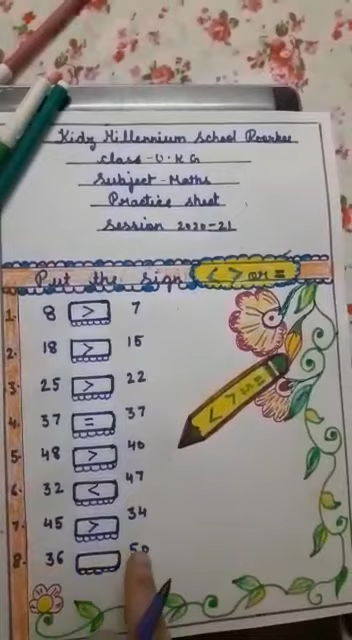 Kidz Millennium School Roorkee
Class - U.K.G
Subject - Maths
Practice sheet
Session 2020-21
Put the Sign < > or =
1. 8 > 7
2. 18 > 15
3. 25 > 22
4. 37 = 37
5. 48 > 40
6. 32 < 47
7. 45 > 34
8. 36 50
< > or =